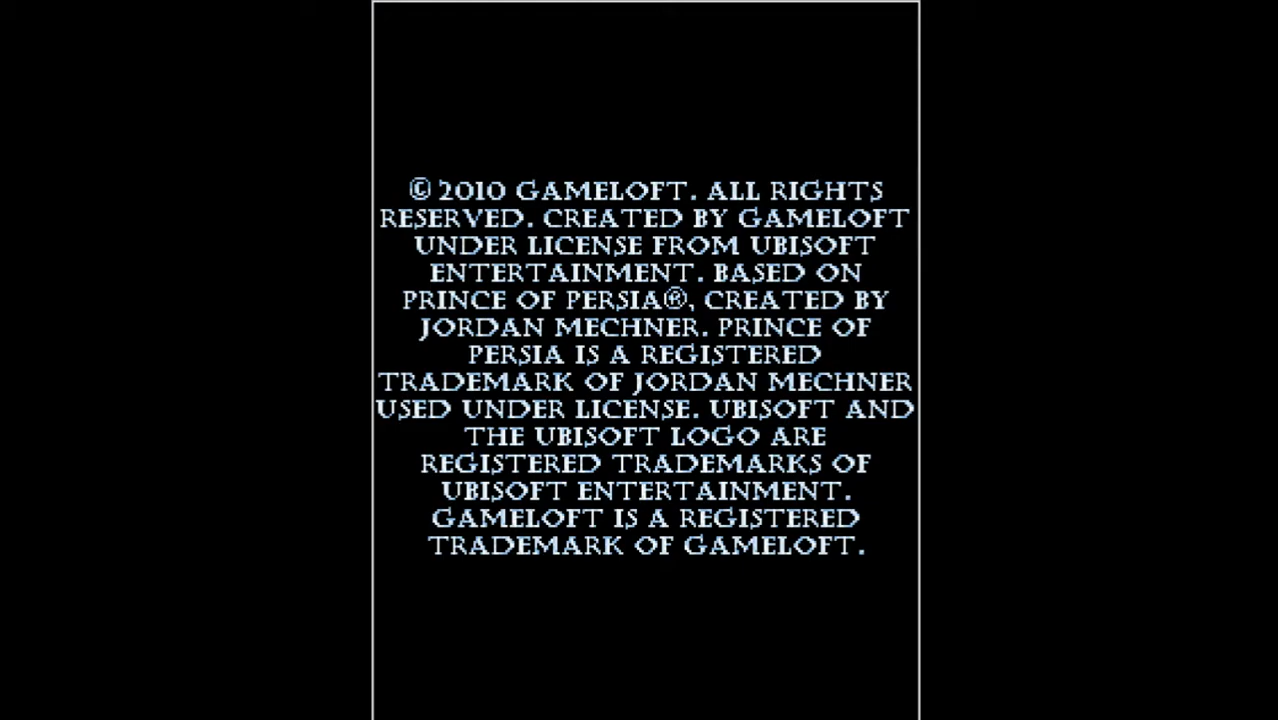 © 2010 GAMELOFT. ALL RIGHTS
RESERVED. CREATED BY GAMELOFT
UNDER LICENSE FROM UBISOFT
ENTERTAINMENT. BASED ON
PRINCE OF PERSIA®, CREATED BY
JORDAN MECHNER. PRINCE OF
PERSIA IS A REGISTERED
TRADEMARK OF JORDAN MECHNER
USED UNDER LICENSE. UBISOFT AND
THE UBISOFT LOGO ARE
REGISTERED TRADEMARKS OF
UBISOFT ENTERTAINMENT.
GAMELOFT IS A REGISTERED
TRADEMARK OF GAMELOFT.